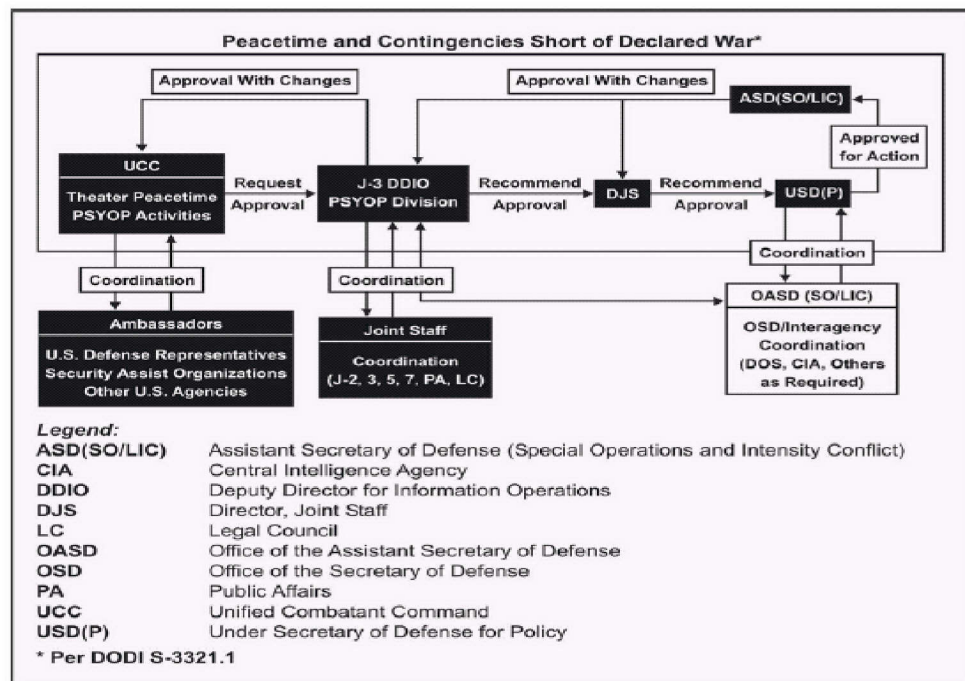 Peacetime and Contingencies Short of Declared War*
Approval With Changes
Approval With Changes
ASD(SO/LIC)
Approved
for Action
UCC
Theater Peacetime
PSYOP Activities
Request
Approval
J-3 DDIO
PSYOP Division
Recommend
Approval
DJS
Recommend
Approval
USD(P)
Coordination
Coordination
Coordination
Ambassadors
U.S. Defense Representatives
Security Assist Organizations
Other U.S. Agencies
Joint Staff
Coordination
(J-2, 3, 5, 7, PA, LC)
OASD (SO/LIC)
OSD/Interagency
Coordination
(DOS, CIA, Others
as Required)
Legend:
ASD(SO/LIC) Assistant Secretary of Defense (Special Operations and Intensity Conflict)
CIA Central Intelligence Agency
DDIO Deputy Director for Information Operations
DJS Director, Joint Staff
LC Legal Council
OASD Office of the Assistant Secretary of Defense
OSD Office of the Secretary of Defense
PA Public Affairs
UCC Unified Combatant Command
USD(P) Under Secretary of Defense for Policy
* Per DODI S-3321.1